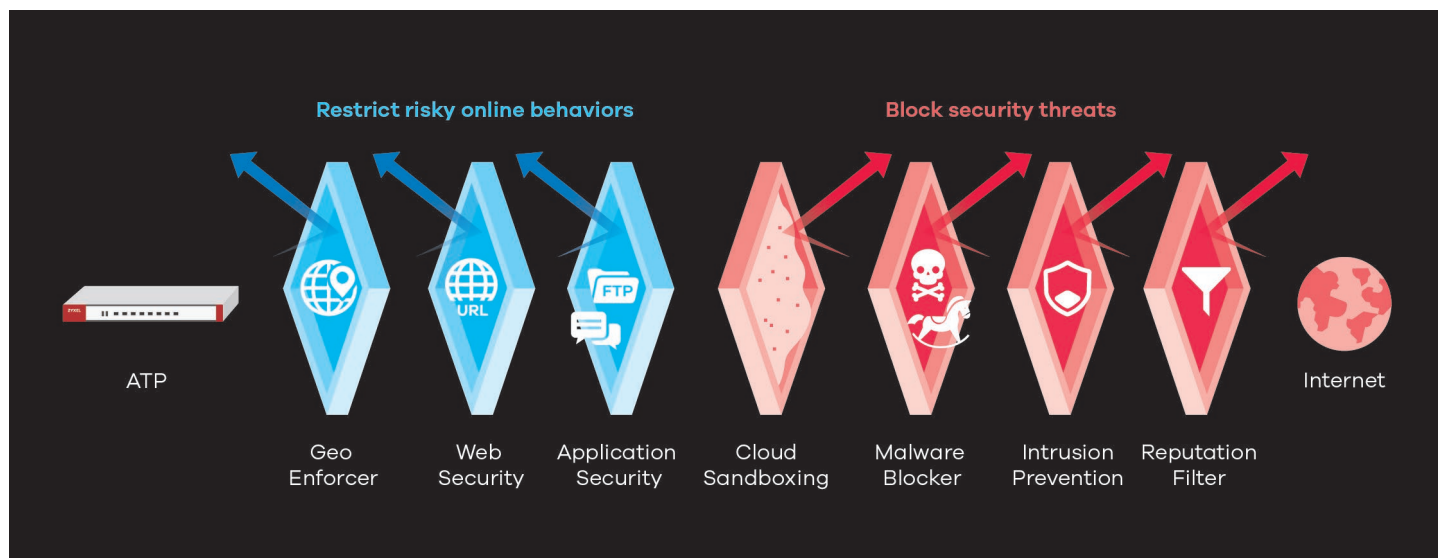 Restrict risky online behaviors
Block security threats
ZYXEL
URL
FTP
ATP
Internet
Geo
Enforcer
Web
Security
Application
Security
Cloud
Sandboxing
Malware
Blocker
Intrusion
Prevention
Reputation
Filter